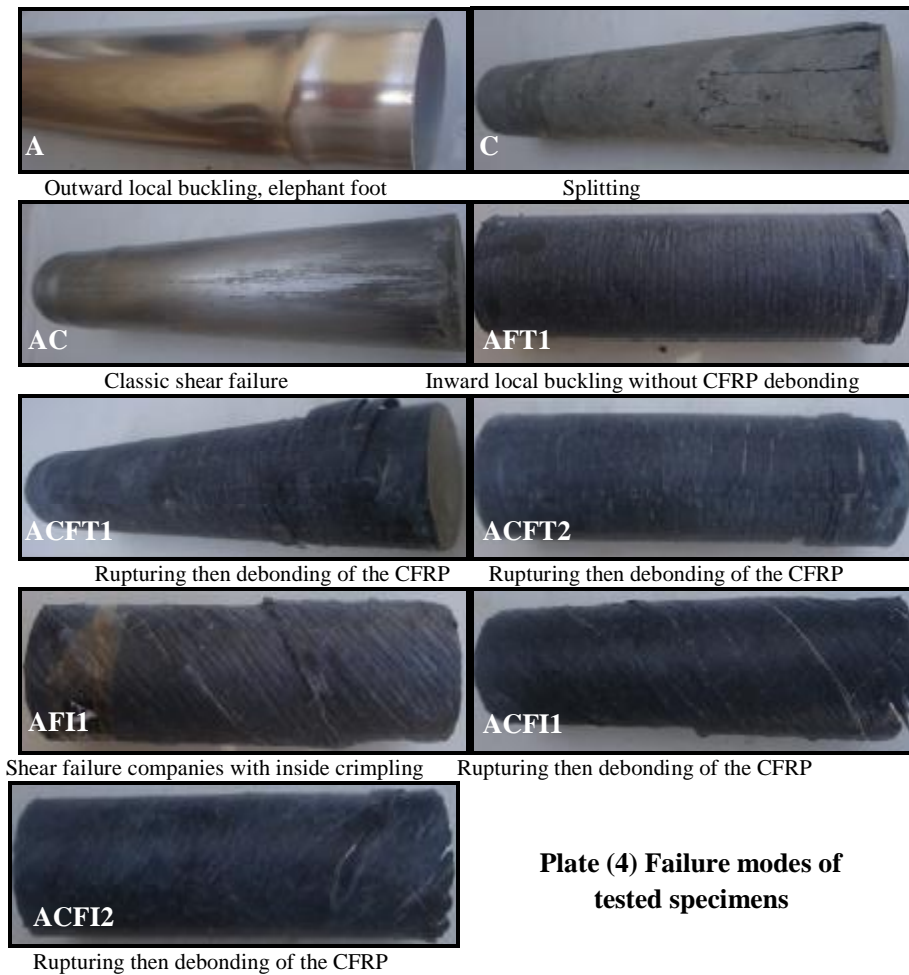 A
C
Outward local buckling, elephant foot
Splitting
AC
AFT1
Classic shear failure
Inward local buckling without CFRP debonding
ACFT1
ACFT2
Rupturing then debonding of the CFRP
Rupturing then debonding of the CFRP
AFI1
ACFI1
Shear failure companies with inside crimpling
Rupturing then debonding of the CFRP
ACFI2
Plate (4) Failure modes of
tested specimens
Rupturing then debonding of the CFRP